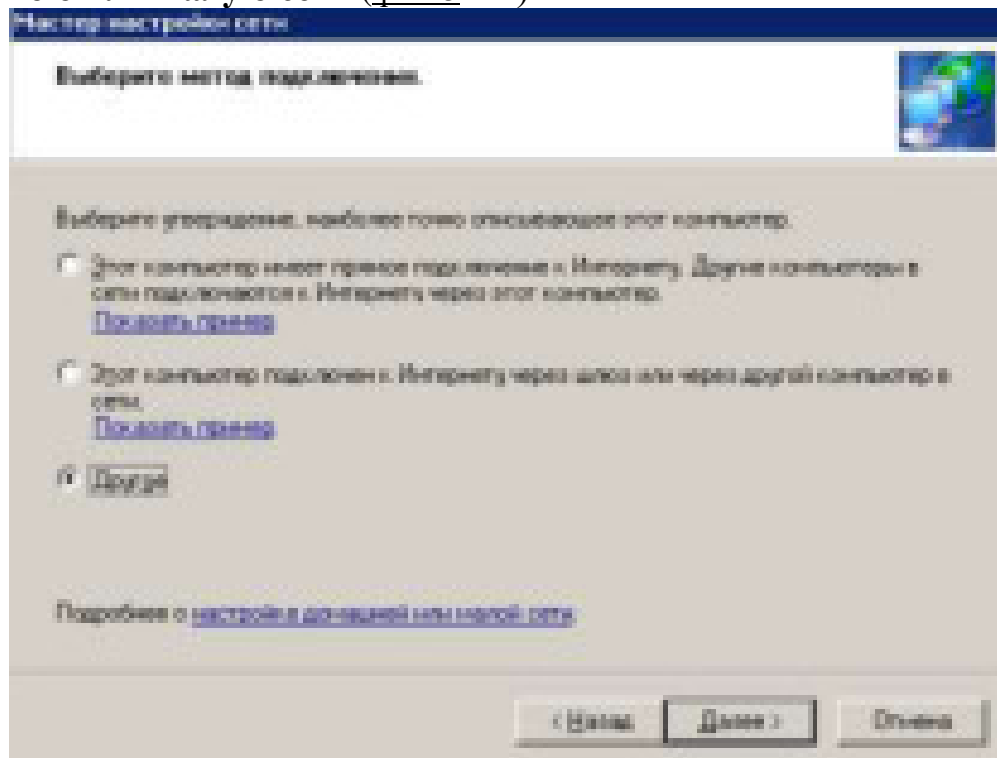 Мастер настройки сети
Выберите метод подключения.
Выберите утверждение, наиболее точно описывающее этот компьютер.
Этот компьютер имеет прямое подключение к Интернету. Другие компьютеры в
сети подключаются к Интернету через этот компьютер.
Показать пример
Этот компьютер подключен к Интернету через шлюз или через другой компьютер в
сети.
Показать пример
Другое
Подробнее о настройке домашней или малой сети
< Назад
Далее >
Отмена